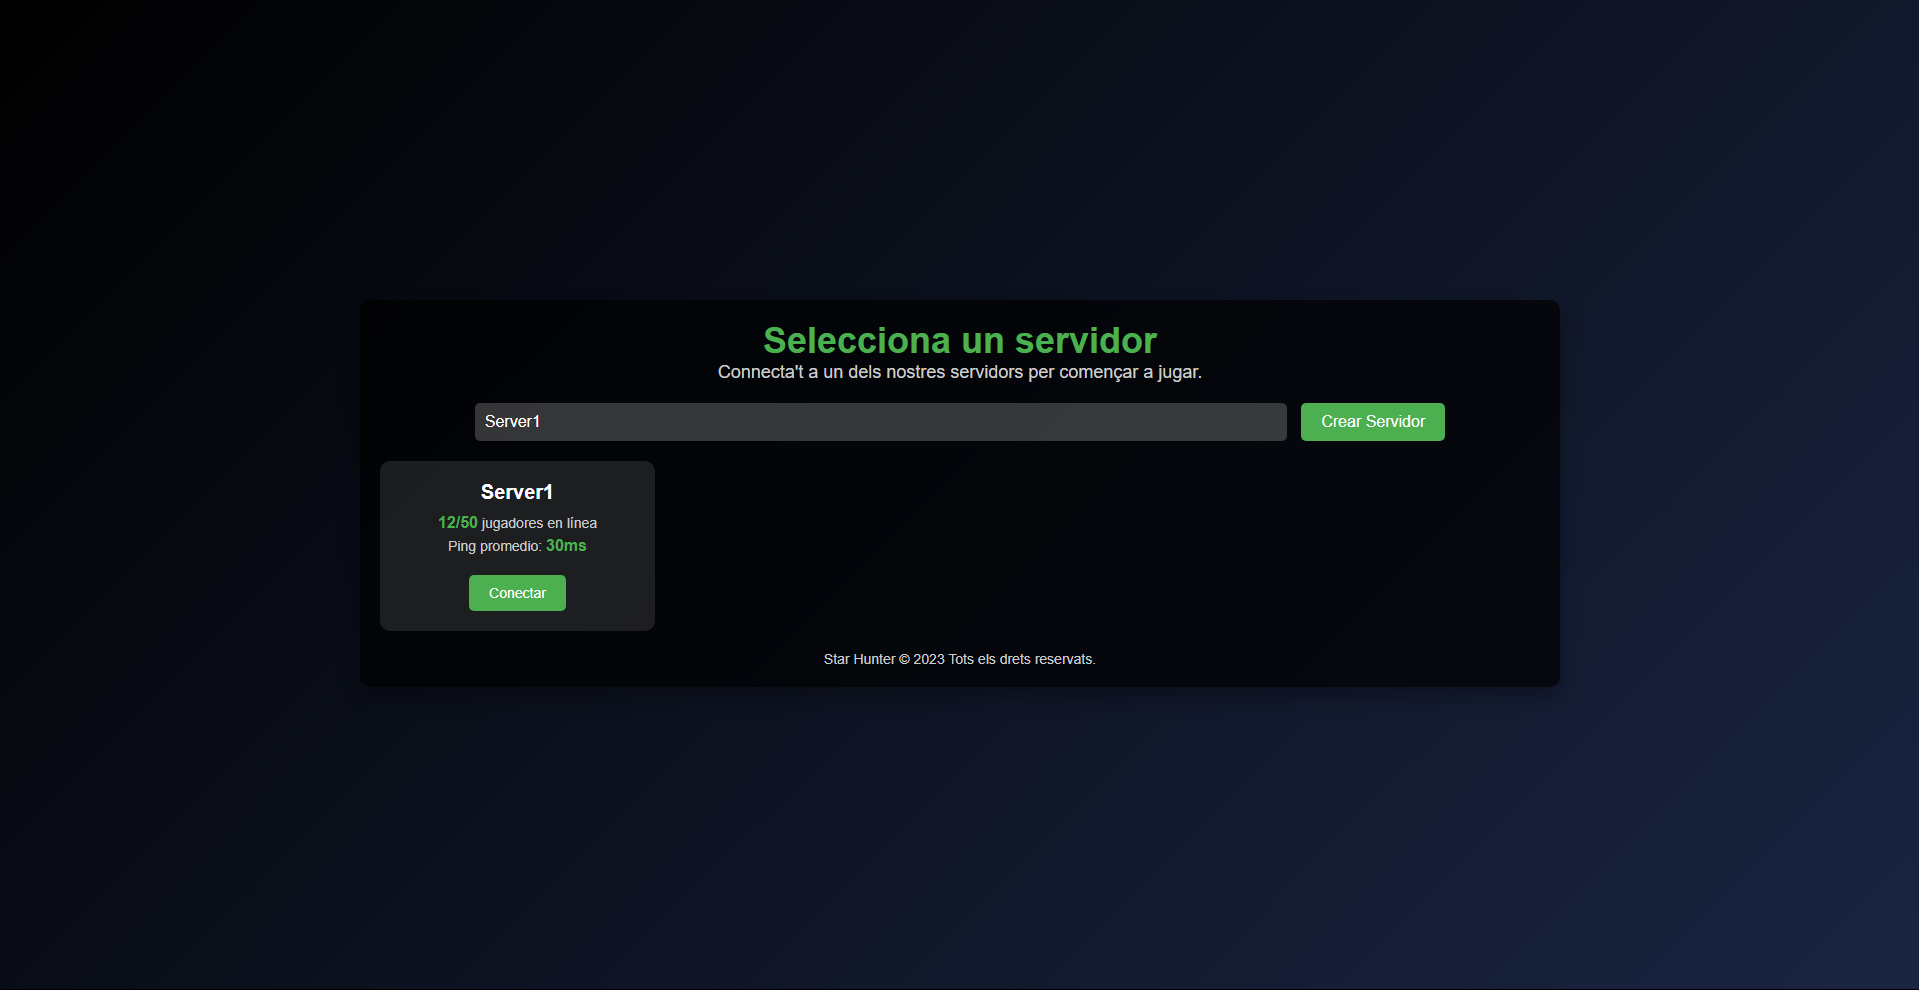 Selecciona un servidor
Connecta't a un dels nostres servidors per començar a jugar.
Server1
Crear Servidor
Server1
12/50 jugadores en línea
Ping promedio: 30ms
Conectar
Star Hunter © 2023 Tots els drets reservats.